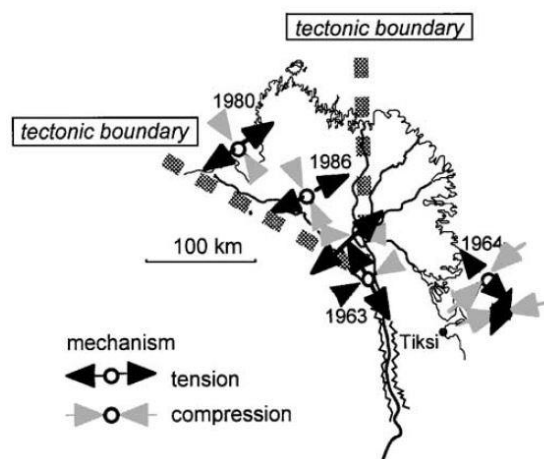 tectonic boundary
1980
tectonic boundary
1986
100 km
1964
1963
Tiksi
mechanism
tension
compression